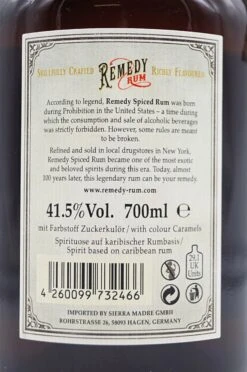 SKILLFULLY CRAFTED REMEDY RUM RICHLY FLAVOURED
According to legend, Remedy Spiced Rum was born
during Prohibition in the United States – a time during
which the consumption and sale of alcoholic beverages
was strictly forbidden. However, some rules are meant
to be broken.
Refined and sold in local drugstores in New York,
Remedy Spiced Rum became one of the most exotic
and beloved spirits during this era. Today, almost
100 years later, this legendary rum can be your remedy.
www.remedy-rum.com
41.5%Vol. 700ml ℮
mit Farbstoff Zuckerkulör / with colour Caramels
Spirituose auf karibischer Rumbasis/
Spirit based on caribbean rum
4 260099 732466
29,1
UK
Units
IMPORTED BY SIERRA MADRE GMBH
ROHRSTRASSE 26, 58093 HAGEN, GERMANY